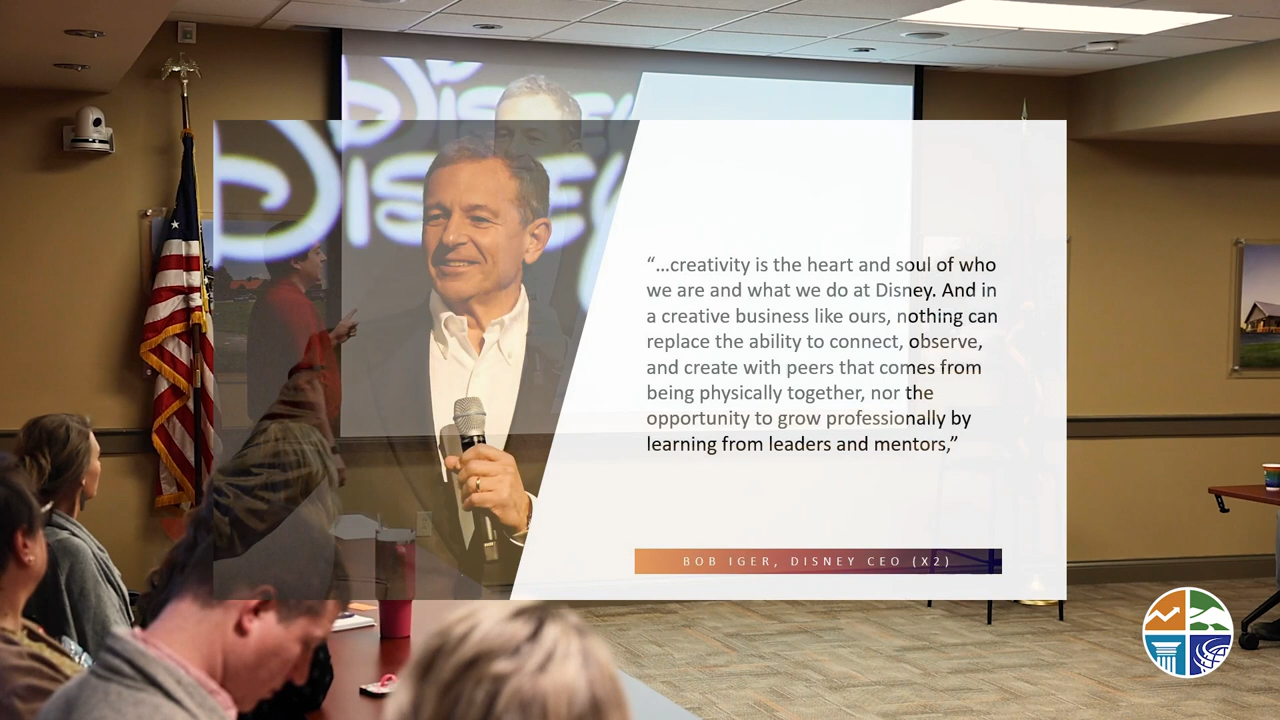 DISNEY
DISNEY
“...creativity is the heart and soul of who
we are and what we do at Disney. And in
a creative business like ours, nothing can
replace the ability to connect, observe,
and create with peers that comes from
being physically together, nor the
opportunity to grow professionally by
learning from leaders and mentors,”
BOB IGER, DISNEY CEO (X2)